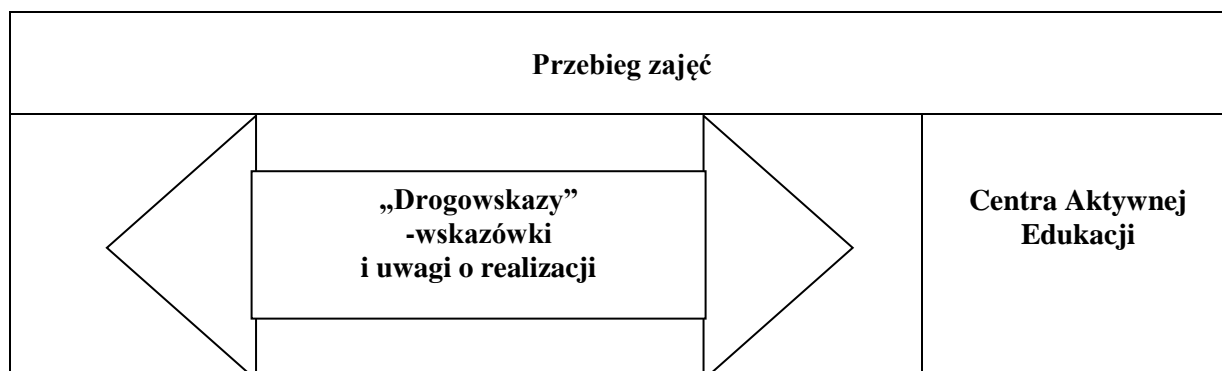 Przebieg zajęć
„Drogowskazy”
-wskazówki
i uwagi o realizacji
Centra Aktywnej
Edukacji